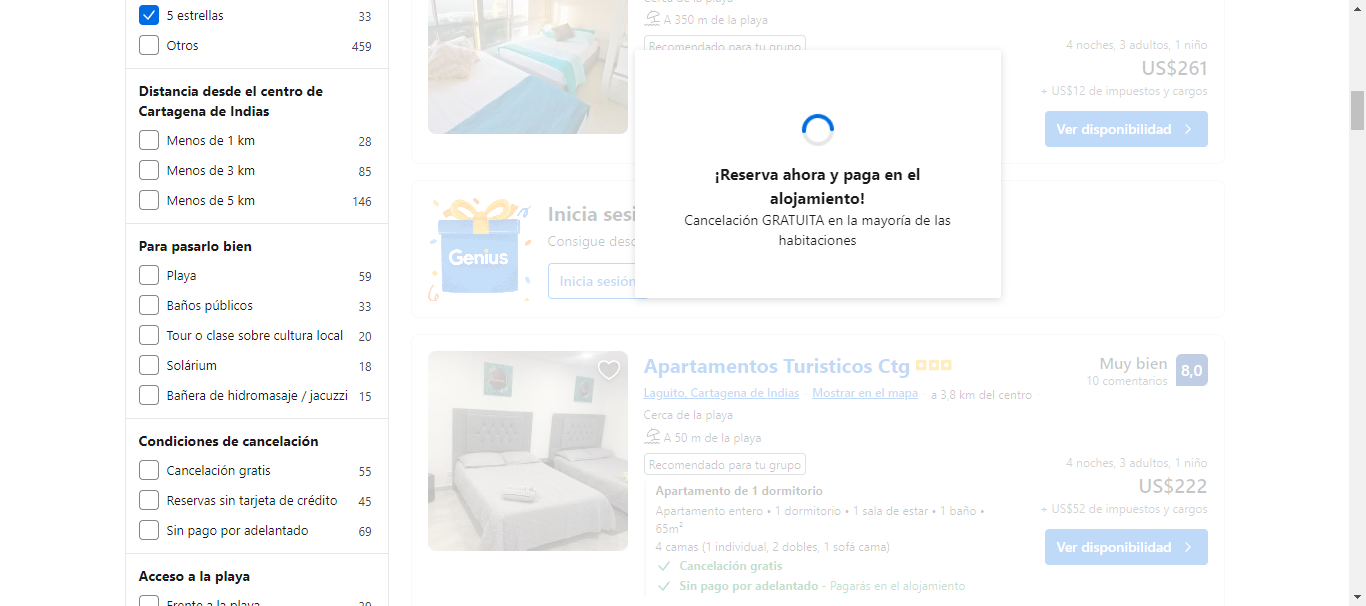 5 estrellas 33
Otros 459
Distancia desde el centro de
Cartagena de Indias
Menos de 1 km 28
Menos de 3 km 85
Menos de 5 km 146
Para pasarlo bien
Playa 59
Baños públicos 33
Tour o clase sobre cultura local 20
Solárium 18
Bañera de hidromasaje / jacuzzi 15
Condiciones de cancelación
Cancelación gratis 55
Reservas sin tarjeta de crédito 45
Sin pago por adelantado 69
Acceso a la playa
Frente a la playa
Cerca de la playa
A 350 m de la playa
Recomendado para tu grupo
4 noches, 3 adultos, 1 niño
US$261
+ US$12 de impuestos y cargos
Ver disponibilidad
¡Reserva ahora y paga en el
alojamiento!
Cancelación GRATUITA en la mayoría de las
habitaciones
Genius
Inicia sesi
Consigue desc
Inicia sesión
Apartamentos Turisticos Ctg
Laguito, Cartagena de Indias Mostrar en el mapa a 3,8 km del centro
Cerca de la playa
A 50 m de la playa
Recomendado para tu grupo
Apartamento de 1 dormitorio
Apartamento entero • 1 dormitorio • 1 sala de estar • 1 baño •
65m²
4 camas (1 individual, 2 dobles, 1 sofá cama)
Cancelación gratis
Sin pago por adelantado - Pagarás en el alojamiento
Muy bien 8,0
10 comentarios
4 noches, 3 adultos, 1 niño
US$222
+ US$52 de impuestos y cargos
Ver disponibilidad